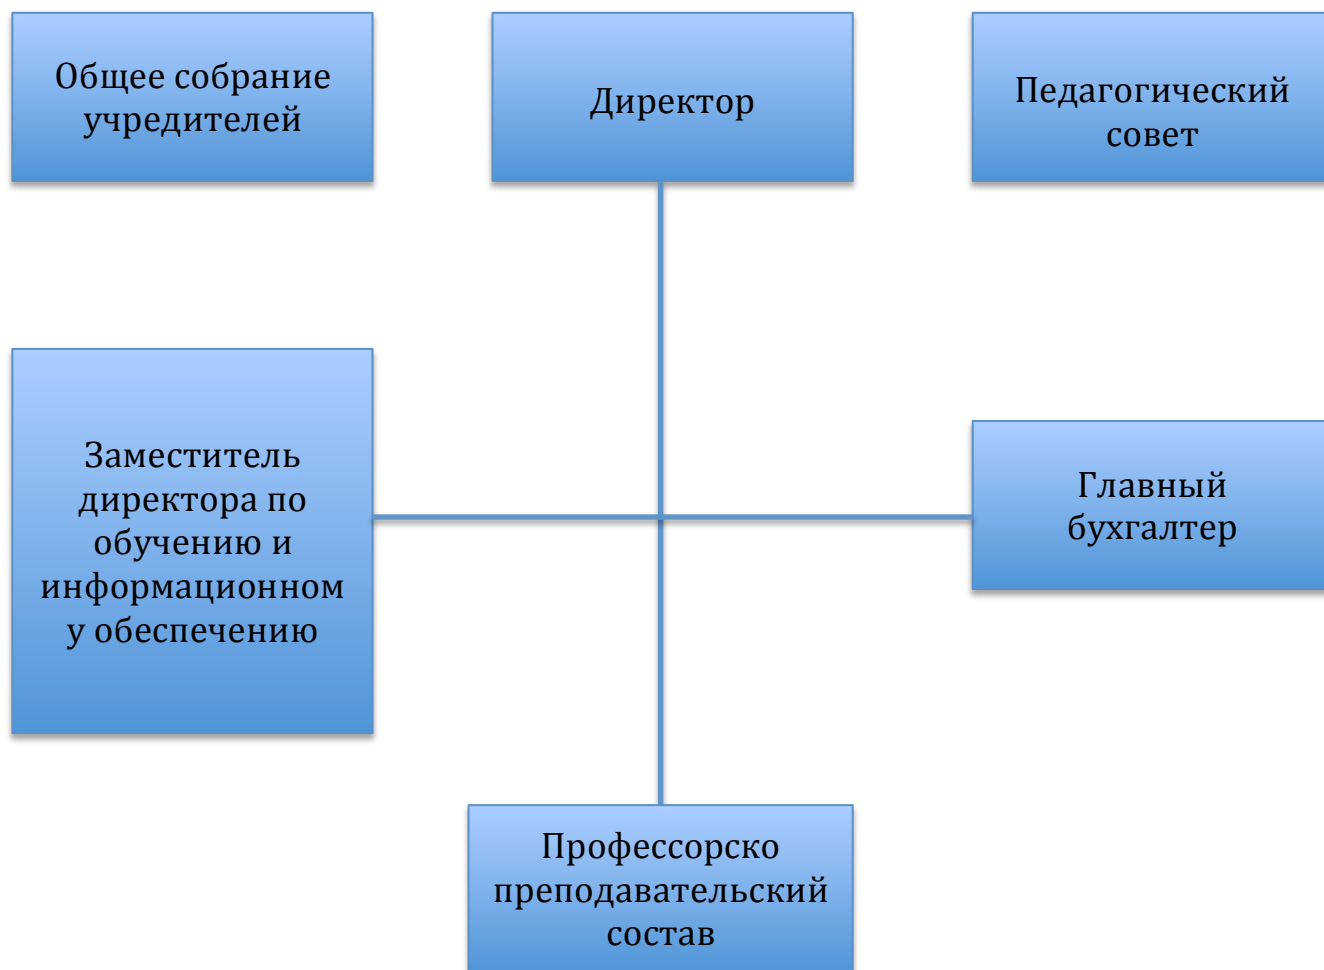 Общее собрание
учредителей
Директор
Педагогический
совет
Заместитель
директора по
обучению и
информационном
у обеспечению
Главный
бухгалтер
Профессорско
преподавательский
состав